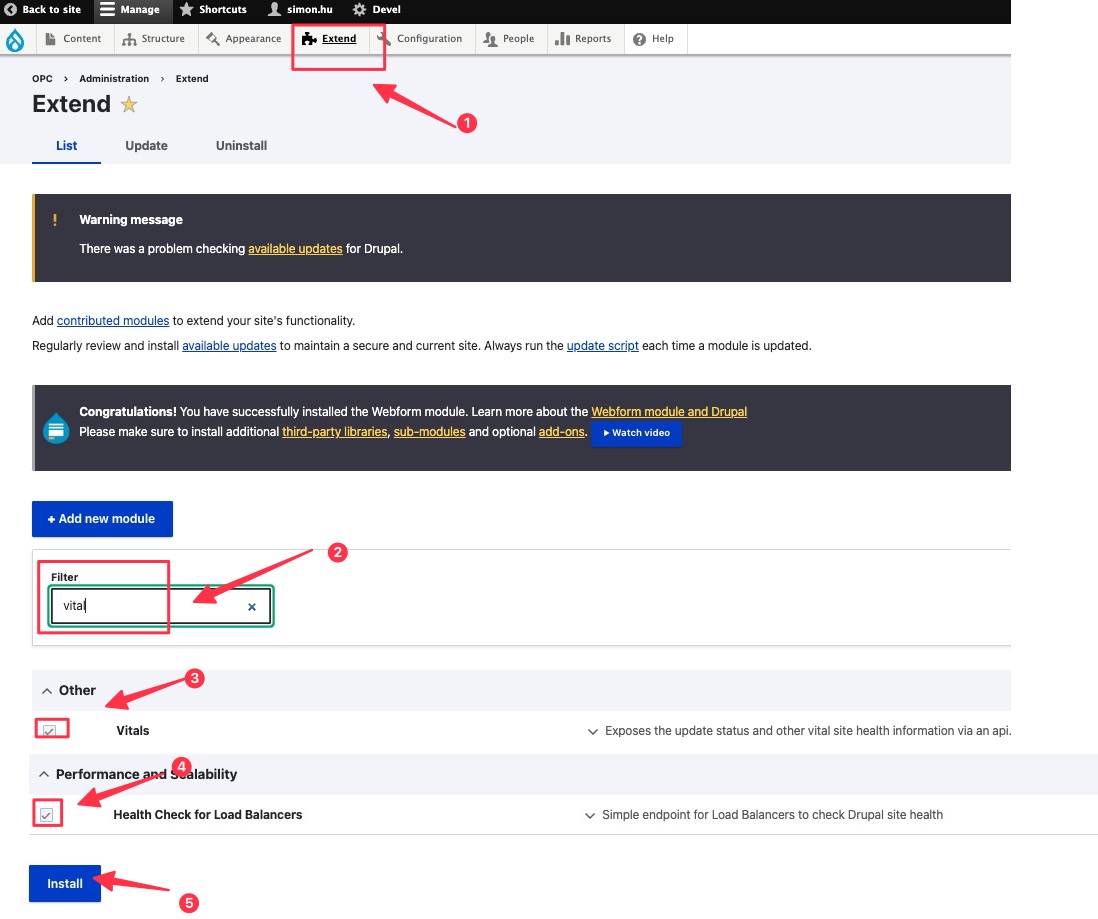 Back to site Manage Shortcuts simon.hu Devel
Content Structure Appearance Extend Configuration People Reports Help
OPC › Administration › Extend
Extend
1
List Update Uninstall
! Warning message
There was a problem checking available updates for Drupal.
Add contributed modules to extend your site's functionality.
Regularly review and install available updates to maintain a secure and current site. Always run the update script each time a module is updated.
Congratulations! You have successfully installed the Webform module. Learn more about the Webform module and Drupal
Please make sure to install additional third-party libraries, sub-modules and optional add-ons. Watch video
+ Add new module
2
Filter
vital ×
3
Other
Vitals Exposes the update status and other vital site health information via an api.
4
Performance and Scalability
Health Check for Load Balancers Simple endpoint for Load Balancers to check Drupal site health
Install
5